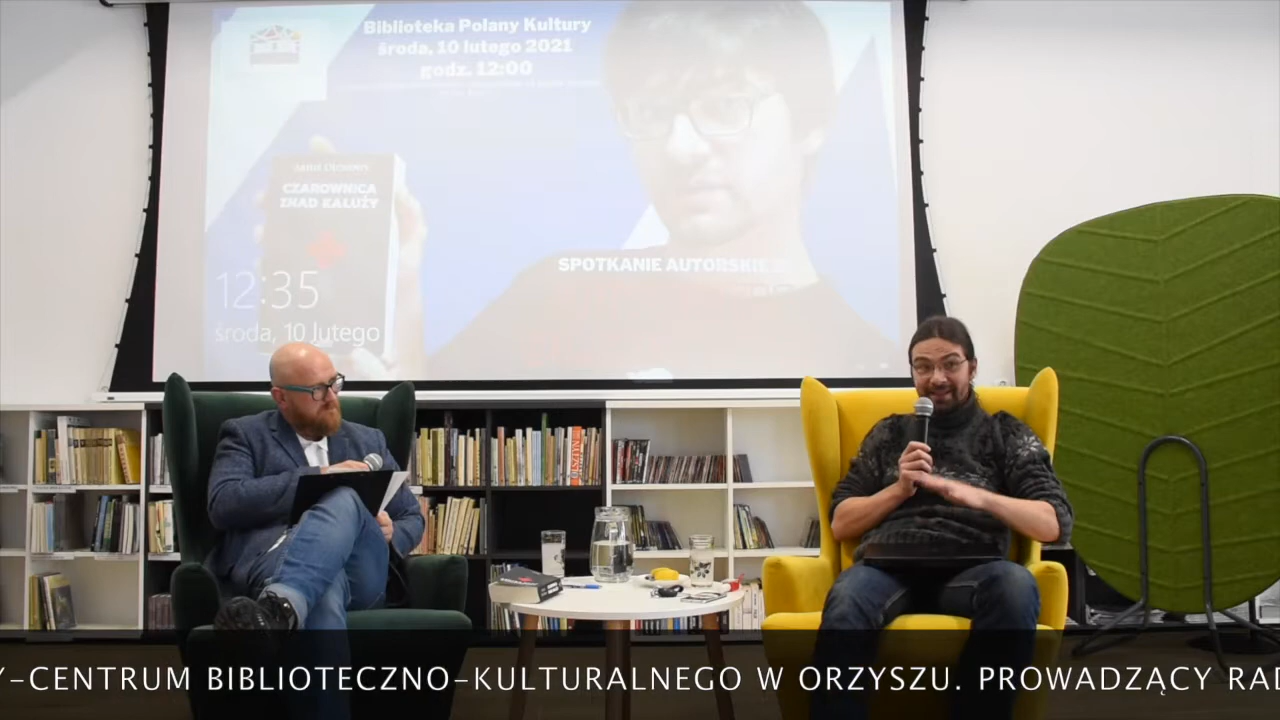 Biblioteka Polany Kultury
środa, 10 lutego 2021
godz. 12:00
CZAROWNICA
ZNAD KAŁUŻY
SPOTKANIE AUTORSKIE
12:35
środa, 10 lutego
OLSZTYN
Y-CENTRUM BIBLIOTECZNO-KULTURALNEGO W ORZYSZU. PROWADZĄCY RAD